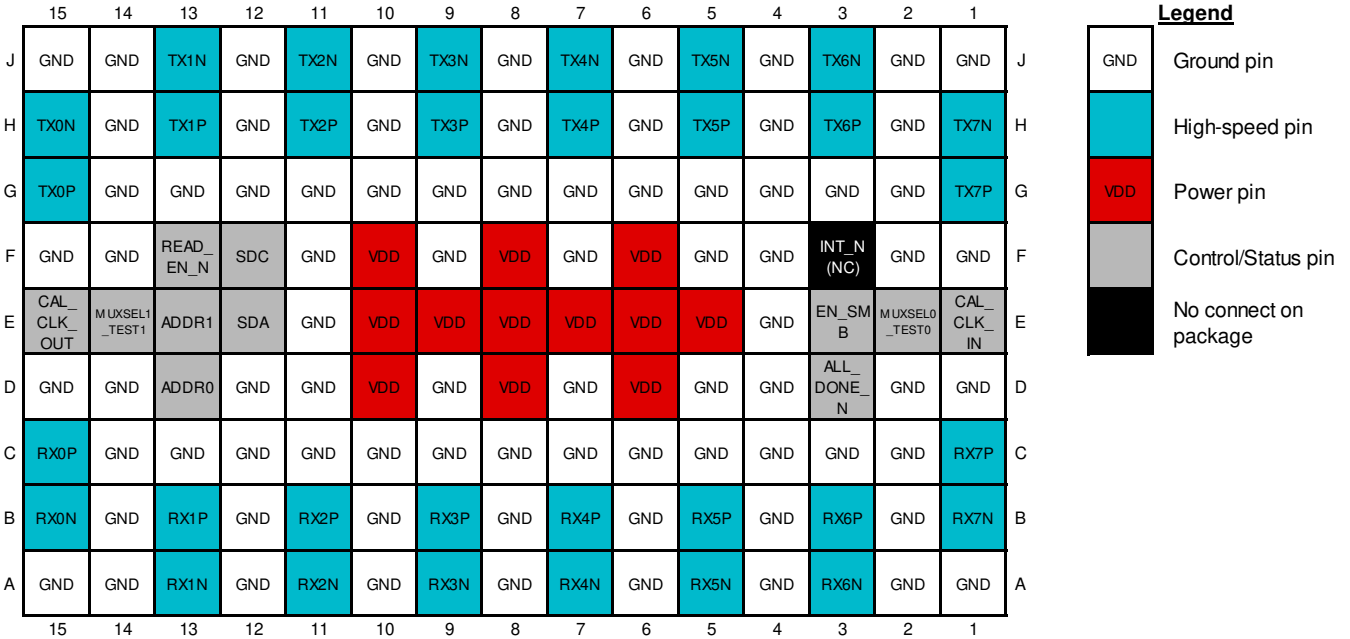 15 14 13 12 11 10 9 8 7 6 5 4 3 2 1
Legend
J GND GND TX1N GND TX2N GND TX3N GND TX4N GND TX5N GND TX6N GND GND J
GND Ground pin
H TX0N GND TX1P GND TX2P GND TX3P GND TX4P GND TX5P GND TX6P GND TX7N H
High-speed pin
G TX0P GND GND GND GND GND GND GND GND GND GND GND GND GND TX7P G
VDD Power pin
F GND GND READ_ SDC GND VDD GND VDD GND VDD GND GND INT_N GND GND F
EN_N (NC)
Control/Status pin
CAL_ CAL_
E CLK_ MUXSEL1 ADDR1 SDA GND VDD VDD VDD VDD VDD VDD GND EN_SM MUXSEL0 CLK_ E
OUT _TEST1 B _TEST0 IN
No connect on
package
ALL_
D GND GND ADDR0 GND GND VDD GND VDD GND VDD GND GND DONE_ GND GND D
N
C RX0P GND GND GND GND GND GND GND GND GND GND GND GND GND RX7P C
B RX0N GND RX1P GND RX2P GND RX3P GND RX4P GND RX5P GND RX6P GND RX7N B
A GND GND RX1N GND RX2N GND RX3N GND RX4N GND RX5N GND RX6N GND GND A
15 14 13 12 11 10 9 8 7 6 5 4 3 2 1